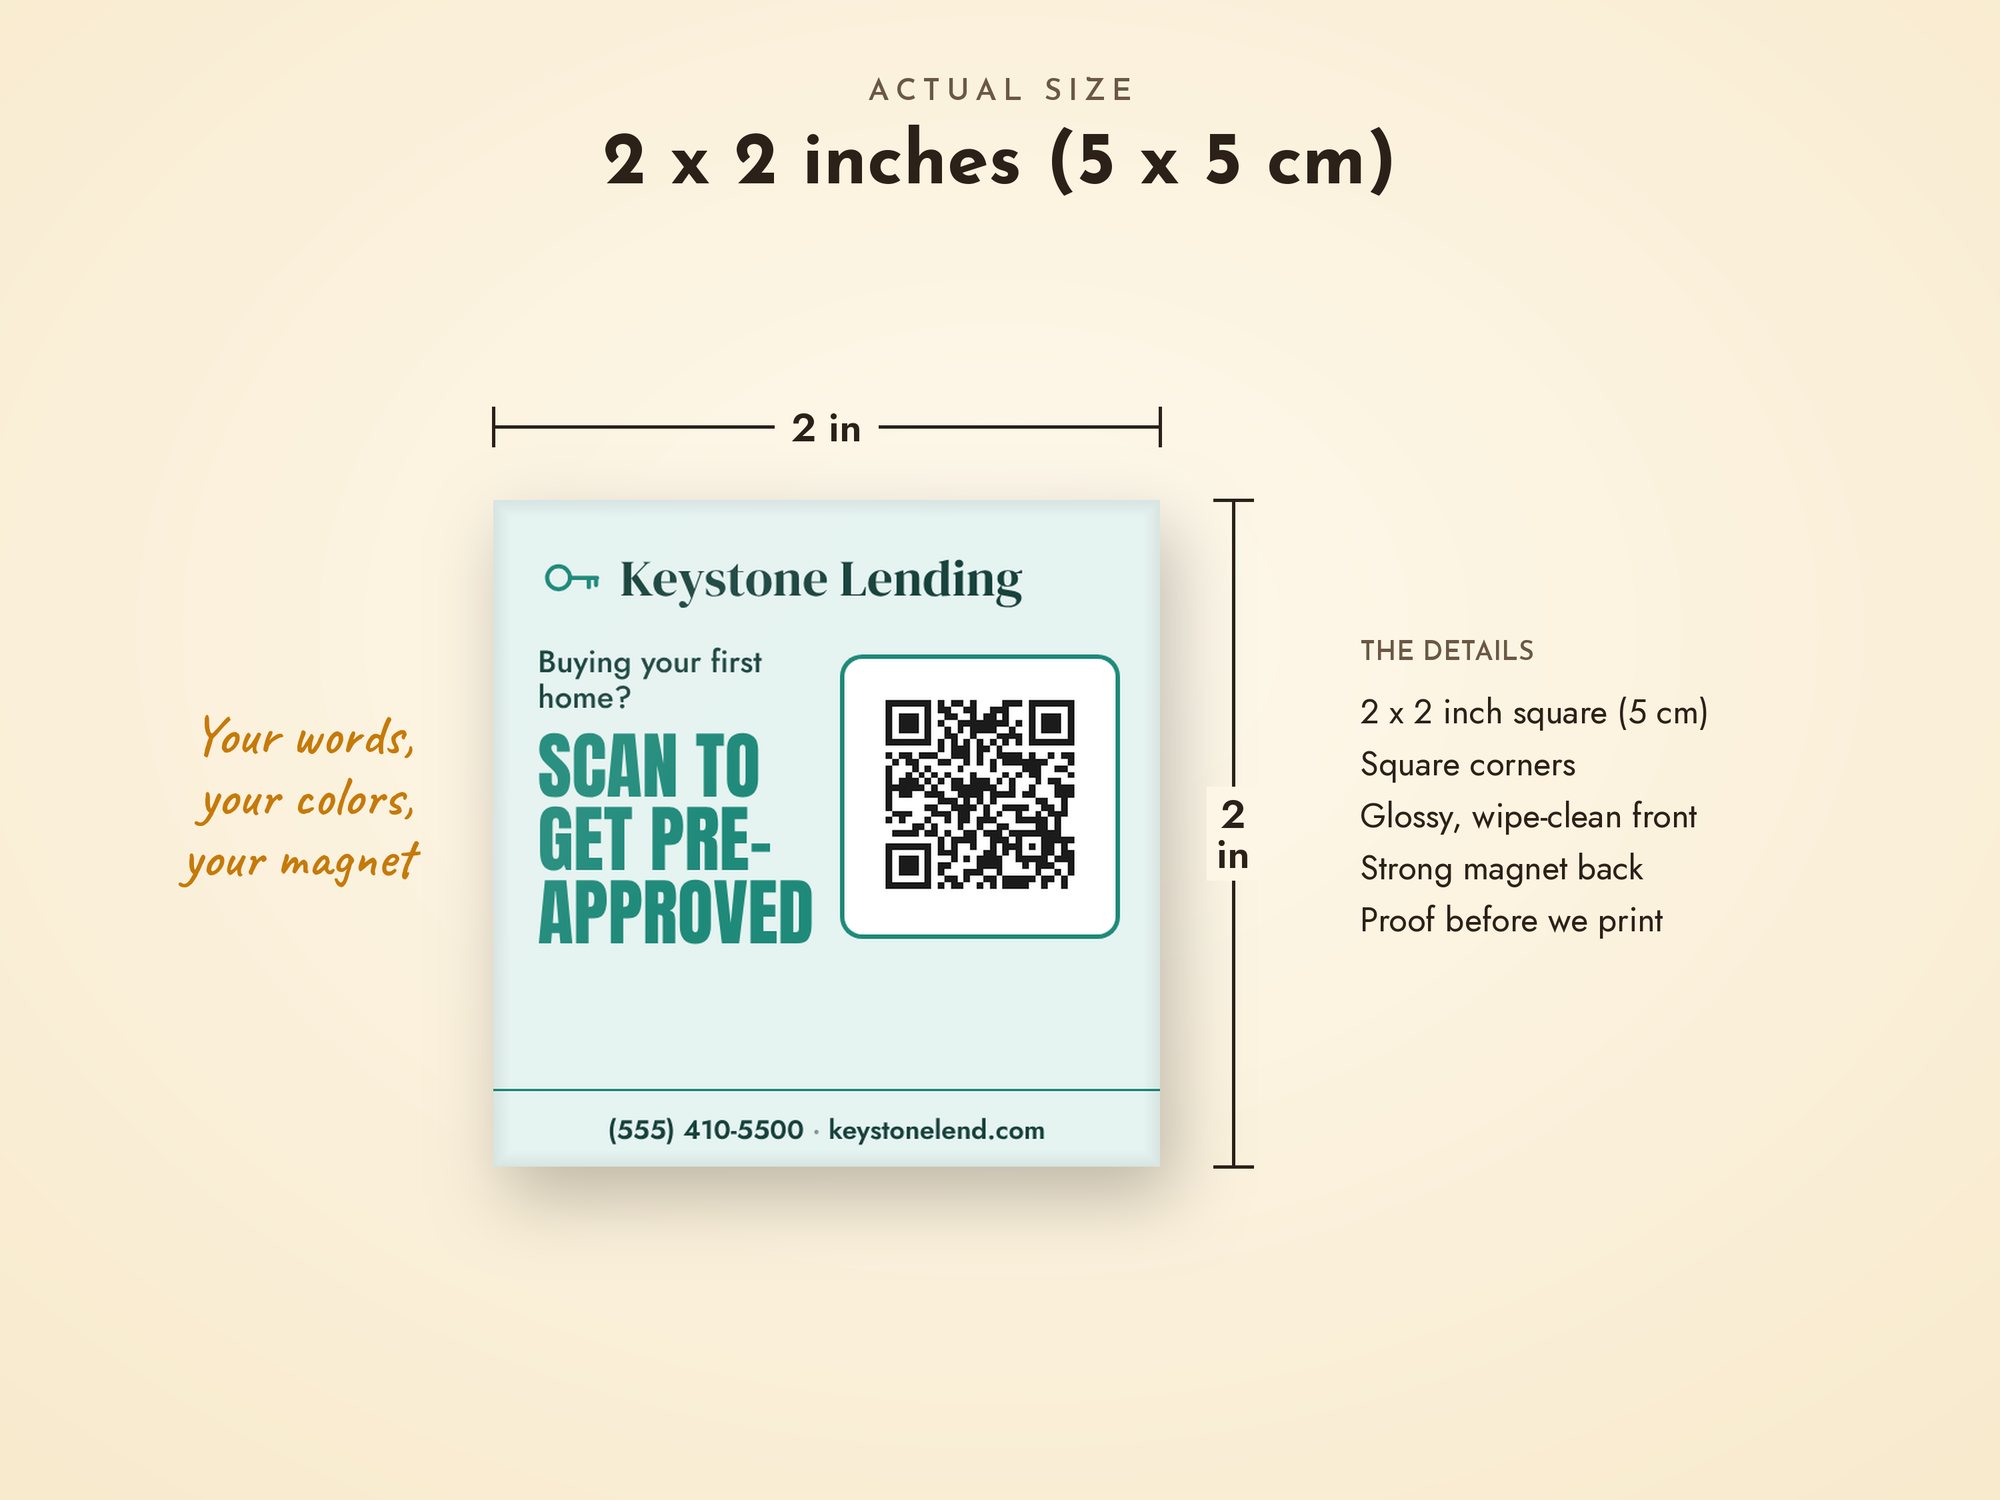 ACTUAL SIZE
2 x 2 inches (5 x 5 cm)
2 in
Keystone Lending
Buying your first
home?
SCAN TO
GET PRE-
APPROVED
(555) 410-5500 · keystonelend.com
2
in
Your words,
your colors,
your magnet
THE DETAILS
2 x 2 inch square (5 cm)
Square corners
Glossy, wipe-clean front
Strong magnet back
Proof before we print